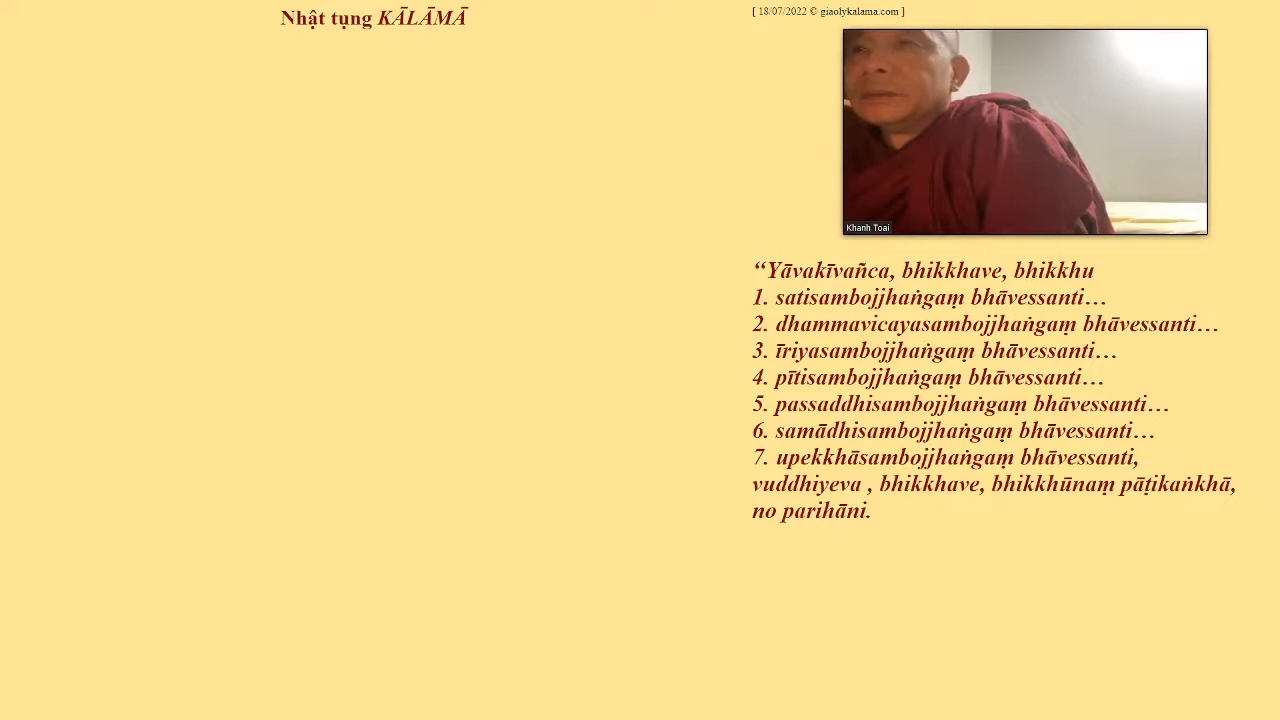 Nhật tụng KĀLĀMĀ
[ 18/07/2022 © giaolykalama.com ]
Khanh Toai
“Yāvakīvañca, bhikkhave, bhikkhu
1. satisambojjhaṅgaṃ bhāvessanti…
2. dhammavicayasambojjhaṅgaṃ bhāvessanti…
3. īriyasambojjhaṅgaṃ bhāvessanti…
4. pītisambojjhaṅgaṃ bhāvessanti…
5. passaddhisambojjhaṅgaṃ bhāvessanti…
6. samādhisambojjhaṅgaṃ bhāvessanti…
7. upekkhāsambojjhaṅgaṃ bhāvessanti,
vuddhiyeva , bhikkhave, bhikkhūnaṃ pāṭikaṅkhā,
no parihāni.